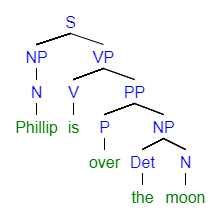 S
NP VP
N V PP
Phillip is P NP
over Det N
the moon